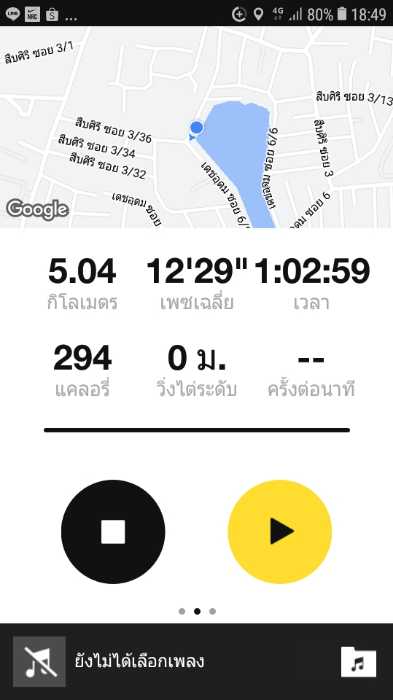 LINE NRC S ... 4G 80% 18:49
สืบศิริ ซอย 3/1
สืบศิริ ซอย 3/13
สืบศิริ ซอย 3/36
สืบศิริ ซอย 3/34
สืบศิริ ซอย 3/32
สืบศิริ ซอย 3
เดชอุดม ซอย 6/6
เดชอุดม ซอย 6/
เดชอุดม ซอย
ซอย 6
Google
5.04 12'29" 1:02:59
กิโลเมตร เพซเฉลี่ย เวลา
294 0 ม. --
แคลอรี่ วิ่งไต่ระดับ ครั้งต่อนาที
ยังไม่ได้เลือกเพลง